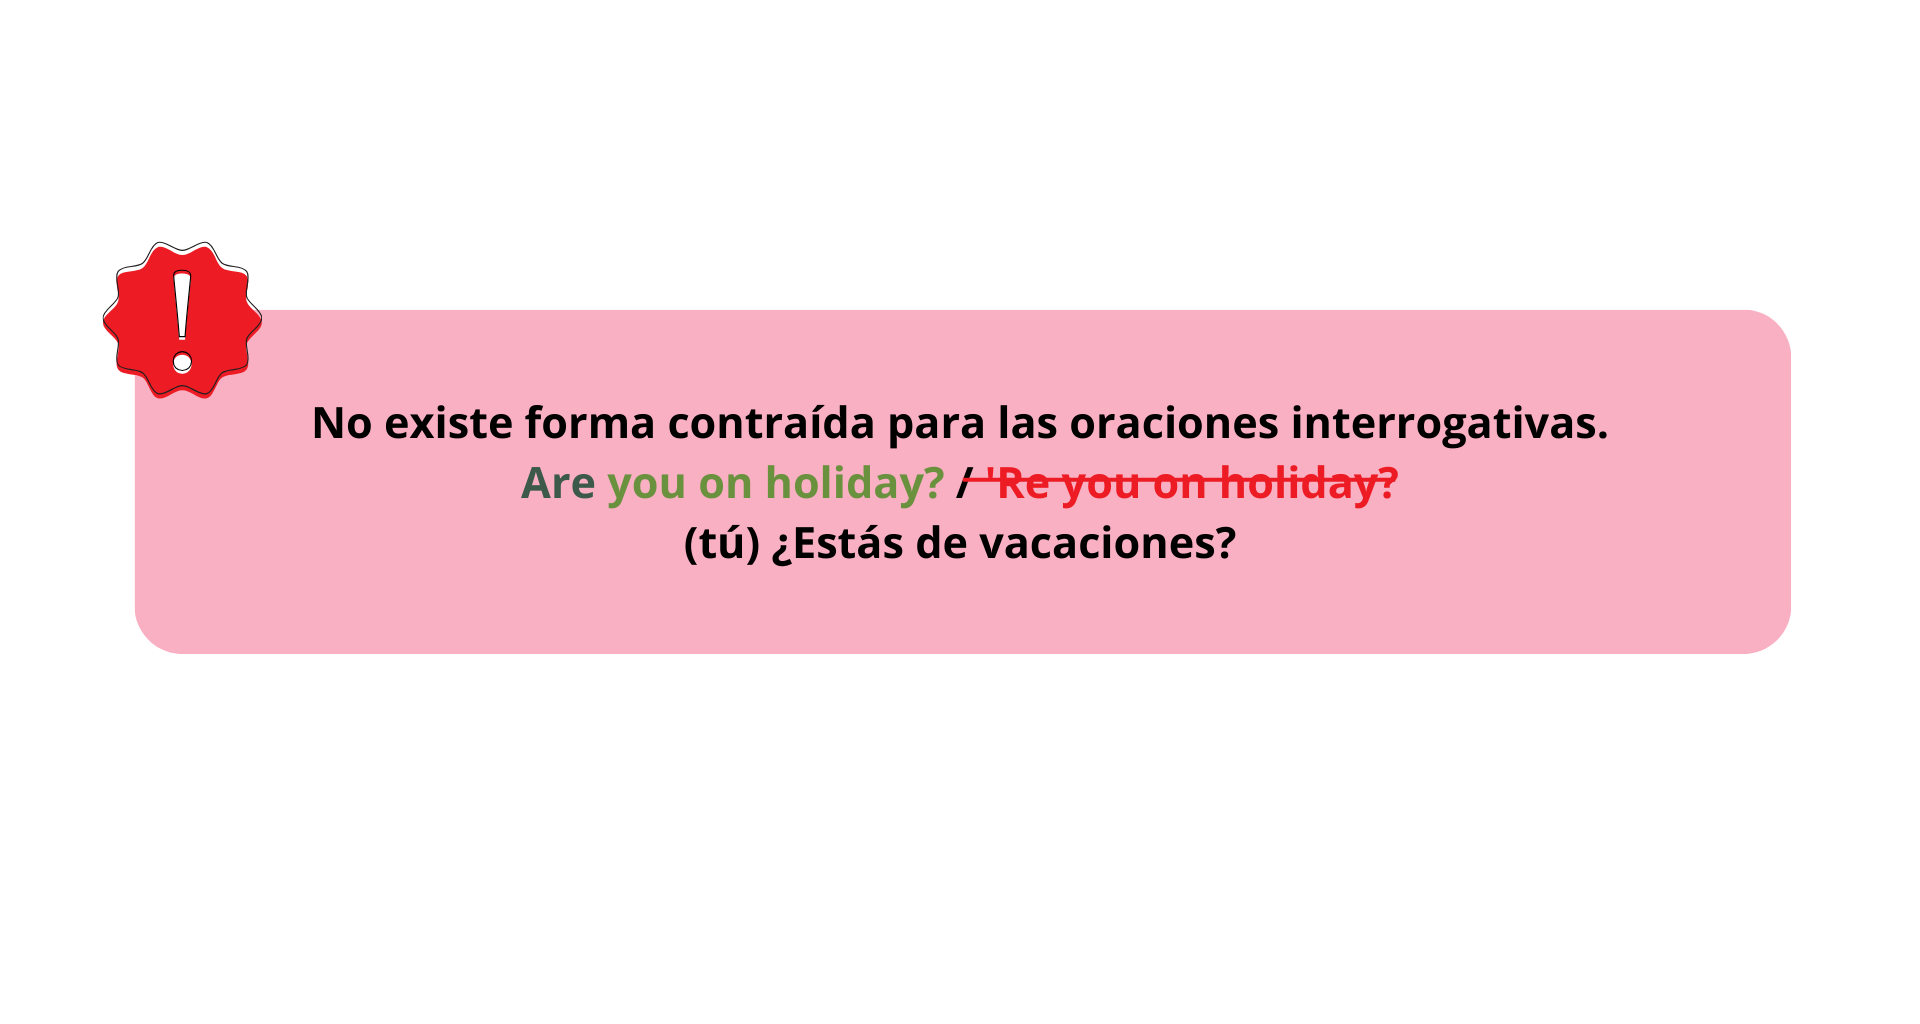 No existe forma contraída para las oraciones interrogativas.
Are you on holiday? / 'Re you on holiday?
(tú) ¿Estás de vacaciones?